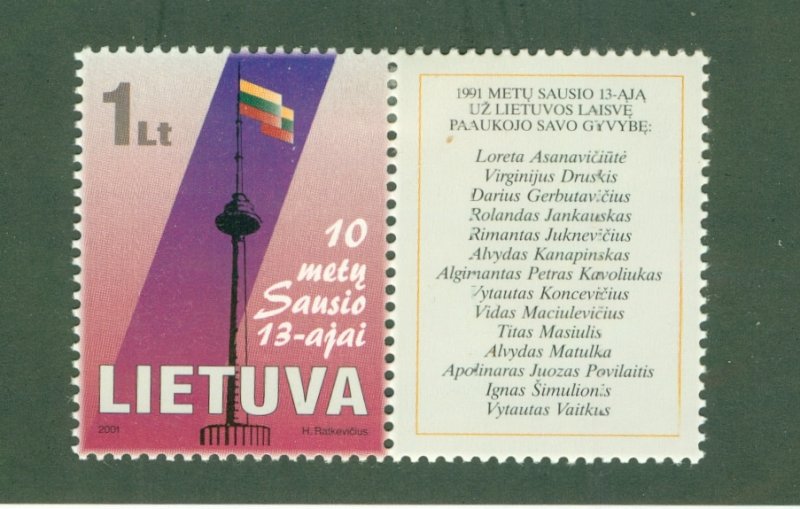 1Lt
10
metų
Sausio
13-ajai
LIETUVA
2001
H. Ratkevičius
1991 METŲ SAUSIO 13-ĄJĄ
UŽ LIETUVOS LAISVĘ
PAAUKOJO SAVO GYVYBĘ:
Loreta Asanavičiūtė
Virginijus Druskis
Darius Gerbutavičius
Rolandas Jankauskas
Rimantas Juknevičius
Alvydas Kanapinskas
Algimantas Petras Kavoliukas
Vytautas Koncevičius
Vidas Maciulevičius
Titas Masiulis
Alvydas Matulka
Apolinaras Juozas Povilaitis
Ignas Šimulionis
Vytautas Vaitkus